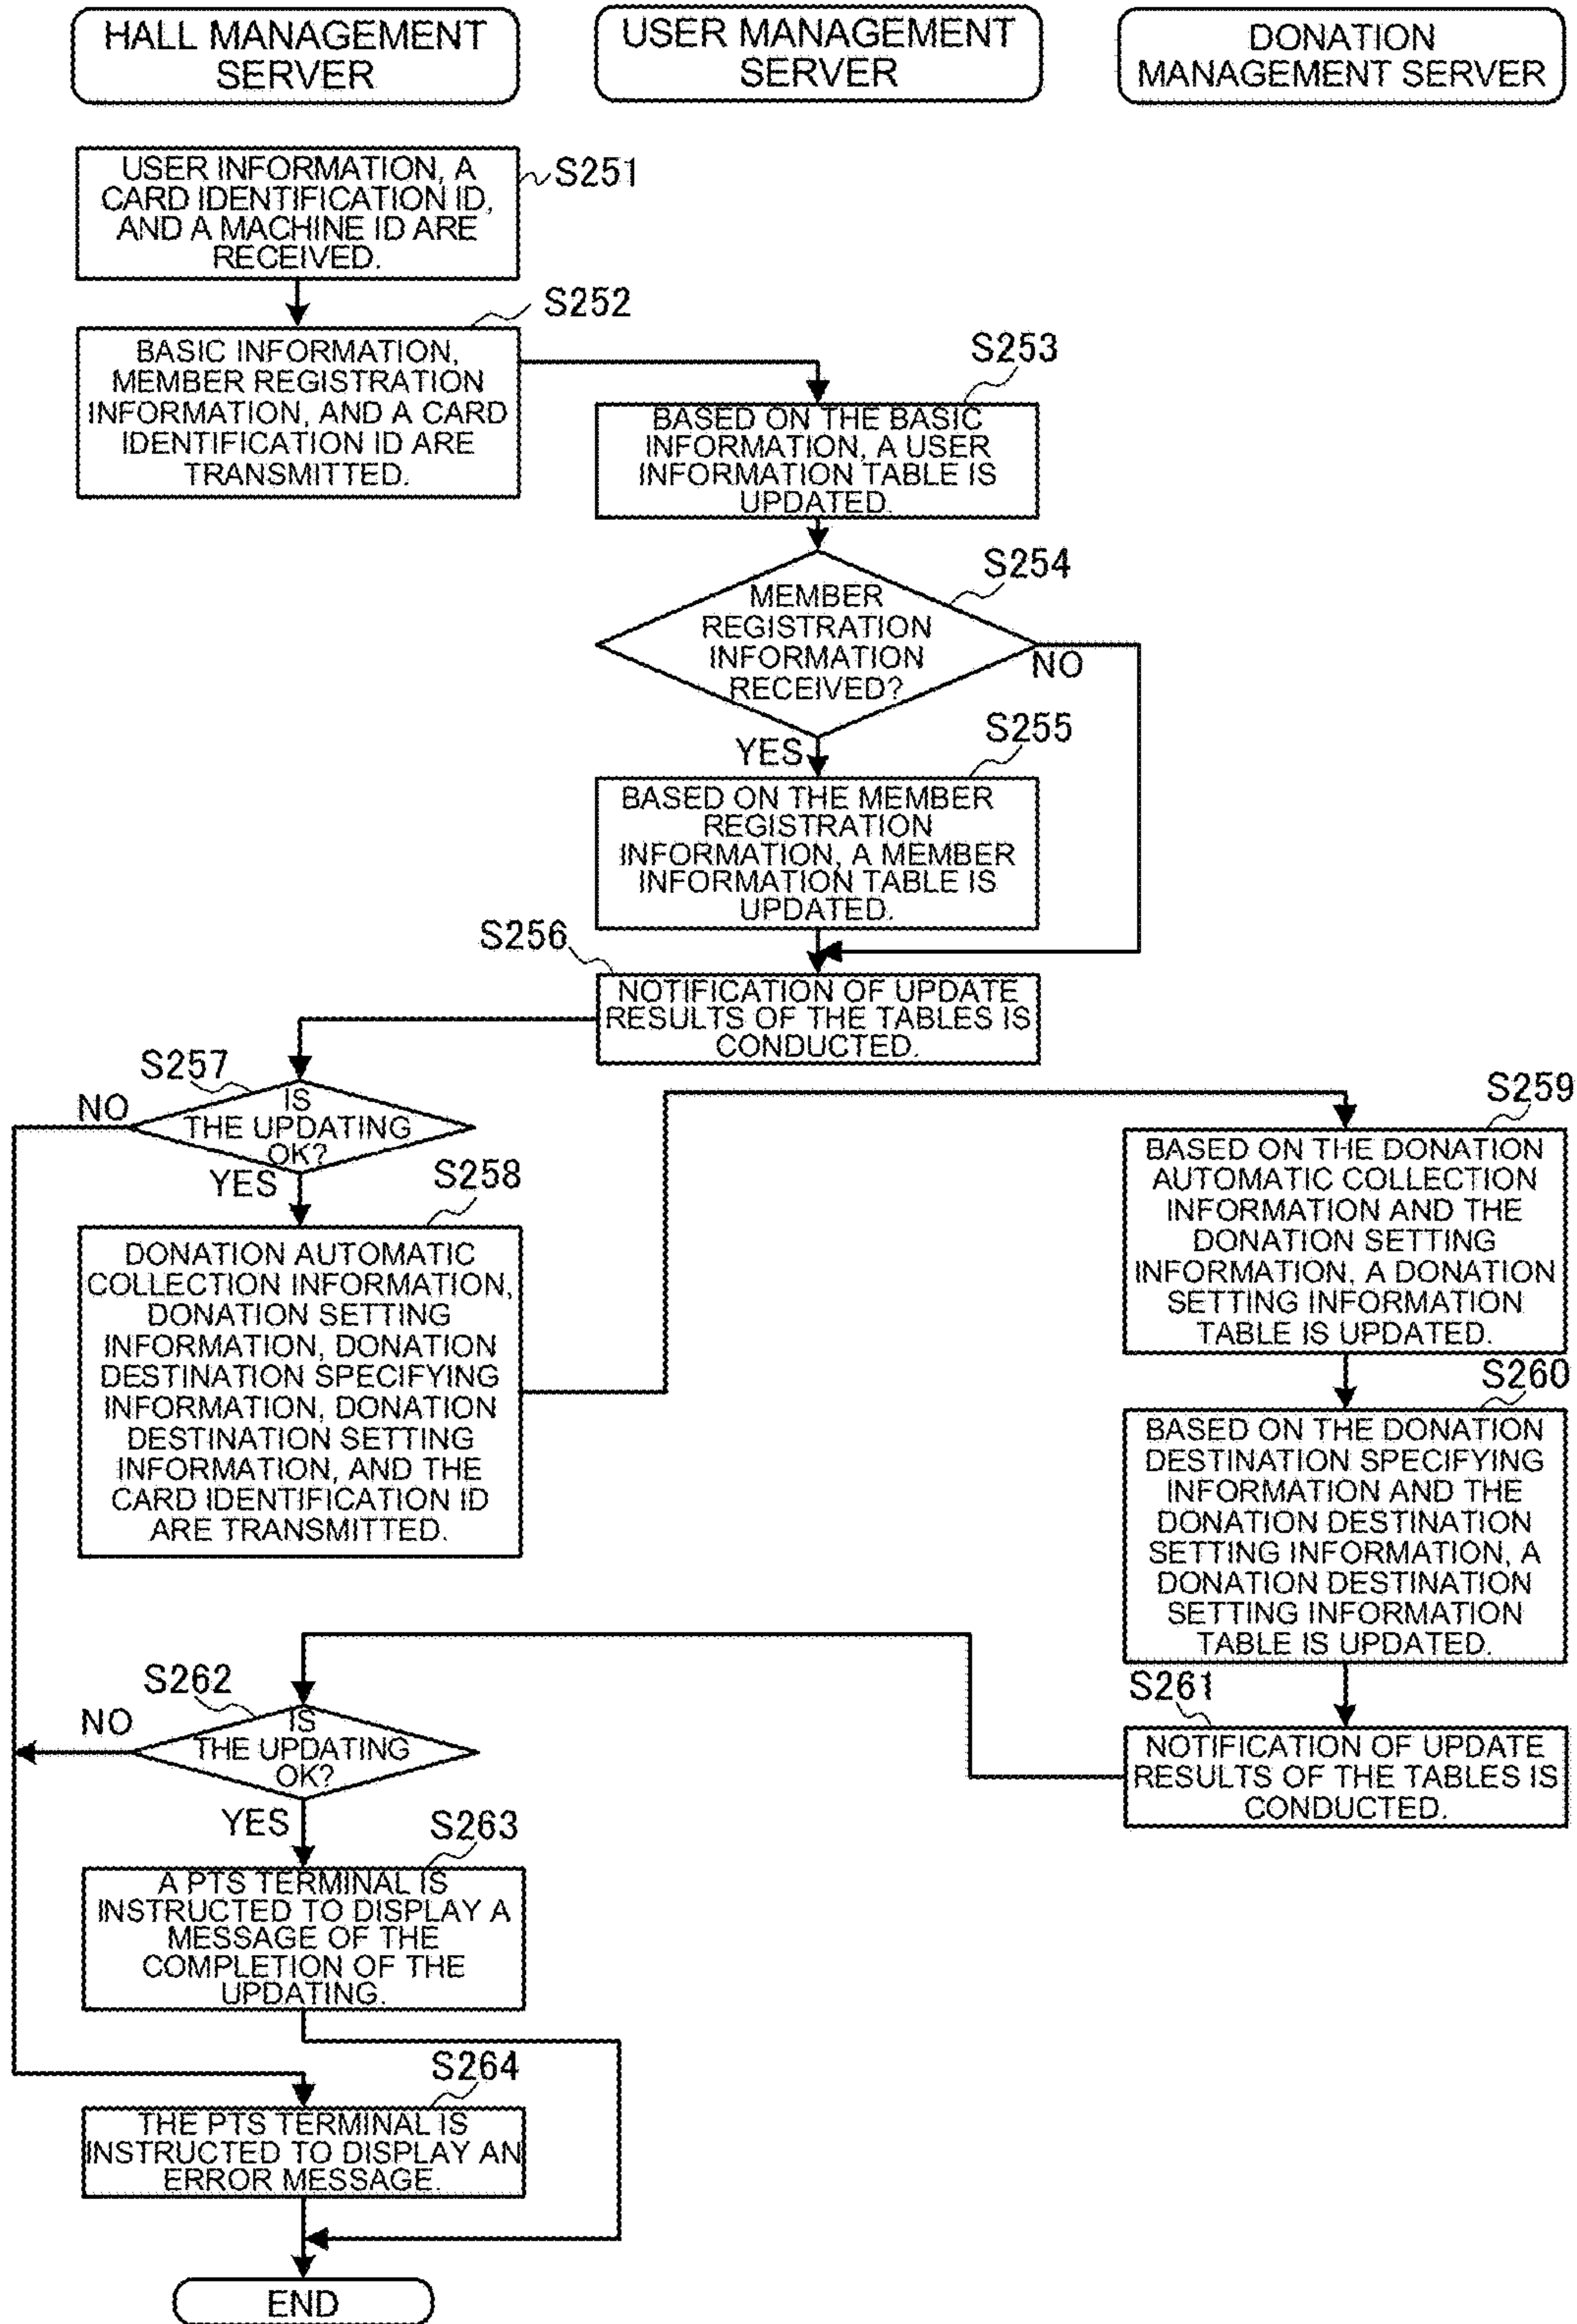 HALL MANAGEMENT
SERVER
USER MANAGEMENT
SERVER
DONATION
MANAGEMENT SERVER
USER INFORMATION, A
CARD IDENTIFICATION ID,
AND A MACHINE ID ARE
RECEIVED.
S251
S252
BASIC INFORMATION,
MEMBER REGISTRATION
INFORMATION, AND A CARD
IDENTIFICATION ID ARE
TRANSMITTED.
S253
BASED ON THE BASIC
INFORMATION, A USER
INFORMATION TABLE IS
UPDATED.
S254
MEMBER
REGISTRATION
INFORMATION
RECEIVED?
NO
YES
S255
BASED ON THE MEMBER
REGISTRATION
INFORMATION, A MEMBER
INFORMATION TABLE IS
UPDATED.
S256
NOTIFICATION OF UPDATE
RESULTS OF THE TABLES IS
CONDUCTED.
S257
IS
THE UPDATING
OK?
NO
YES
S258
DONATION AUTOMATIC
COLLECTION INFORMATION,
DONATION SETTING
INFORMATION, DONATION
DESTINATION SPECIFYING
INFORMATION, DONATION
DESTINATION SETTING
INFORMATION, AND THE
CARD IDENTIFICATION ID
ARE TRANSMITTED.
S259
BASED ON THE DONATION
AUTOMATIC COLLECTION
INFORMATION AND THE
DONATION SETTING
INFORMATION, A DONATION
SETTING INFORMATION
TABLE IS UPDATED.
S260
BASED ON THE DONATION
DESTINATION SPECIFYING
INFORMATION AND THE
DONATION DESTINATION
SETTING INFORMATION, A
DONATION DESTINATION
SETTING INFORMATION
TABLE IS UPDATED.
S261
NOTIFICATION OF UPDATE
RESULTS OF THE TABLES IS
CONDUCTED.
S262
IS
THE UPDATING
OK?
NO
YES
S263
A PTS TERMINAL IS
INSTRUCTED TO DISPLAY A
MESSAGE OF THE
COMPLETION OF THE
UPDATING.
S264
THE PTS TERMINAL IS
INSTRUCTED TO DISPLAY AN
ERROR MESSAGE.
END